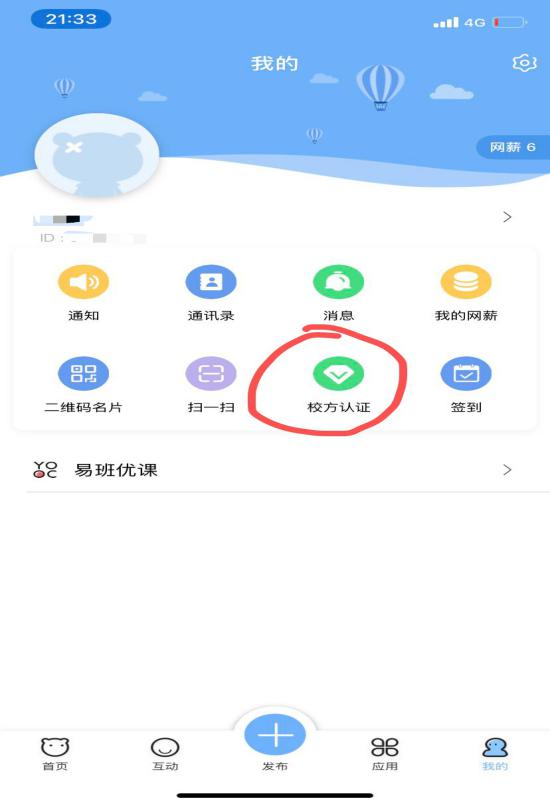 21:33
4G
我的
网薪 6
ID：
通知
通讯录
消息
我的网薪
二维码名片
扫一扫
校方认证
签到
YOOC
易班优课
首页
互动
发布
应用
我的